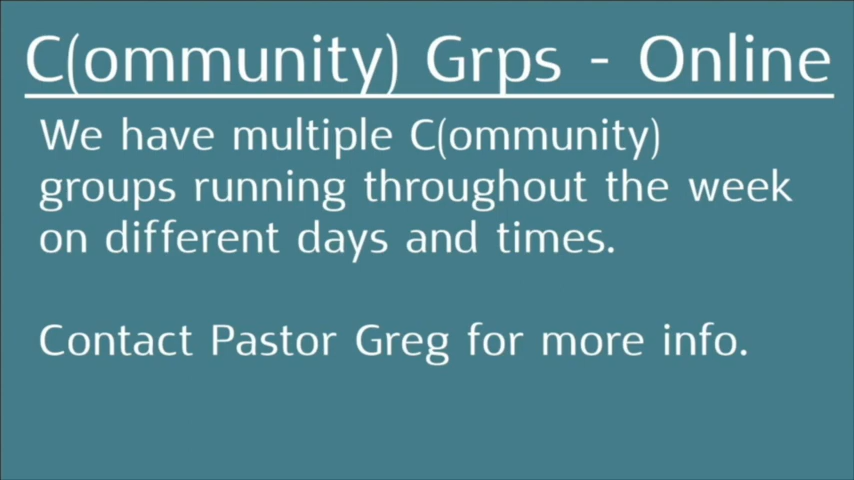 C(ommunity) Grps - Online
We have multiple C(ommunity)
groups running throughout the week
on different days and times.
Contact Pastor Greg for more info.